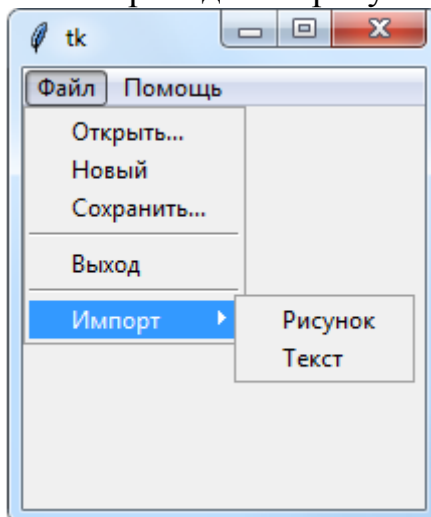 tk
Файл Помощь
Открыть...
Новый
Сохранить...
Выход
Импорт
Рисунок
Текст